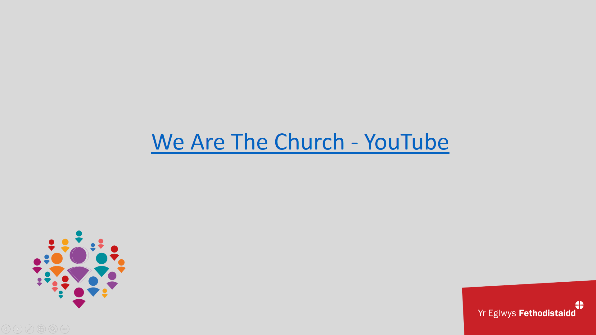 We Are The Church - YouTube
Yr Eglwys Fethodistaidd